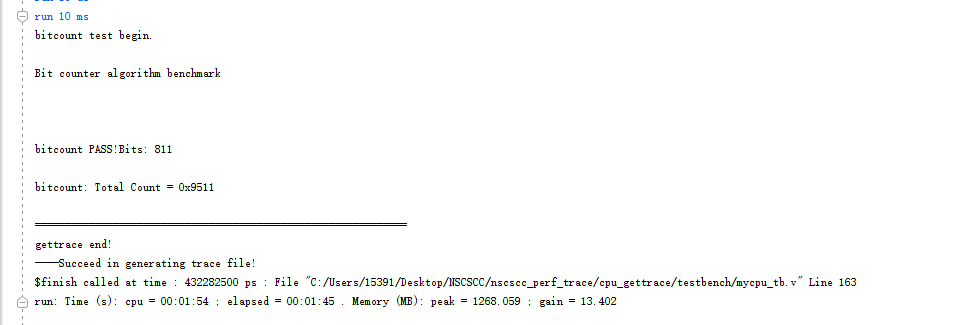 run 10 ms
bitcount test begin.
Bit counter algorithm benchmark
bitcount PASS!Bits: 811
bitcount: Total Count = 0x9511
==============================================================
gettrace end!
----Succeed in generating trace file!
$finish called at time : 432282500 ps : File "C:/Users/15391/Desktop/NSCSCC/nscscc_perf_trace/cpu_gettrace/testbench/mycpu_tb.v" Line 163
run: Time (s): cpu = 00:01:54 ; elapsed = 00:01:45 . Memory (MB): peak = 1268.059 ; gain = 13.402